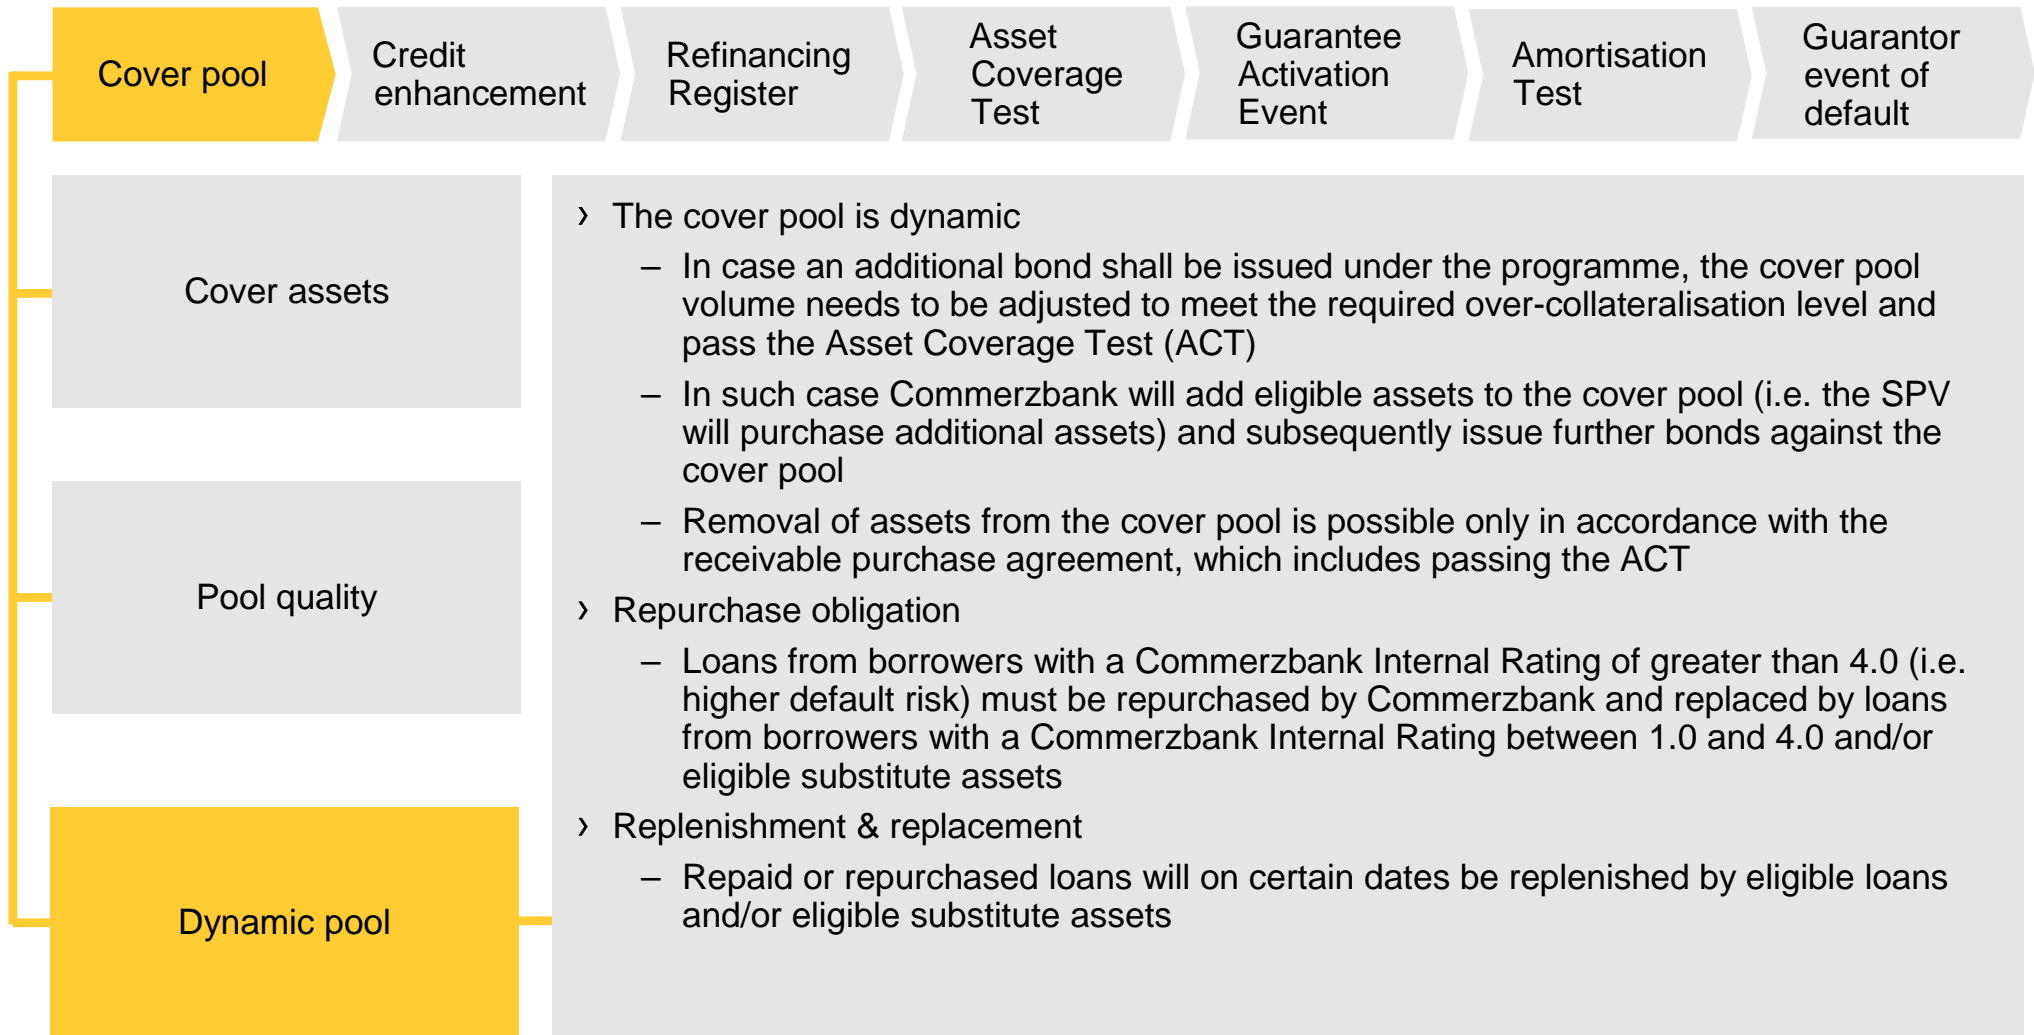 Cover pool
Credit
enhancement
Refinancing
Register
Asset
Coverage
Test
Guarantee
Activation
Event
Amortisation
Test
Guarantor
event of
default
Cover assets
Pool quality
Dynamic pool
› The cover pool is dynamic
– In case an additional bond shall be issued under the programme, the cover pool
volume needs to be adjusted to meet the required over-collateralisation level and
pass the Asset Coverage Test (ACT)
– In such case Commerzbank will add eligible assets to the cover pool (i.e. the SPV
will purchase additional assets) and subsequently issue further bonds against the
cover pool
– Removal of assets from the cover pool is possible only in accordance with the
receivable purchase agreement, which includes passing the ACT
› Repurchase obligation
– Loans from borrowers with a Commerzbank Internal Rating of greater than 4.0 (i.e.
higher default risk) must be repurchased by Commerzbank and replaced by loans
from borrowers with a Commerzbank Internal Rating between 1.0 and 4.0 and/or
eligible substitute assets
› Replenishment & replacement
– Repaid or repurchased loans will on certain dates be replenished by eligible loans
and/or eligible substitute assets